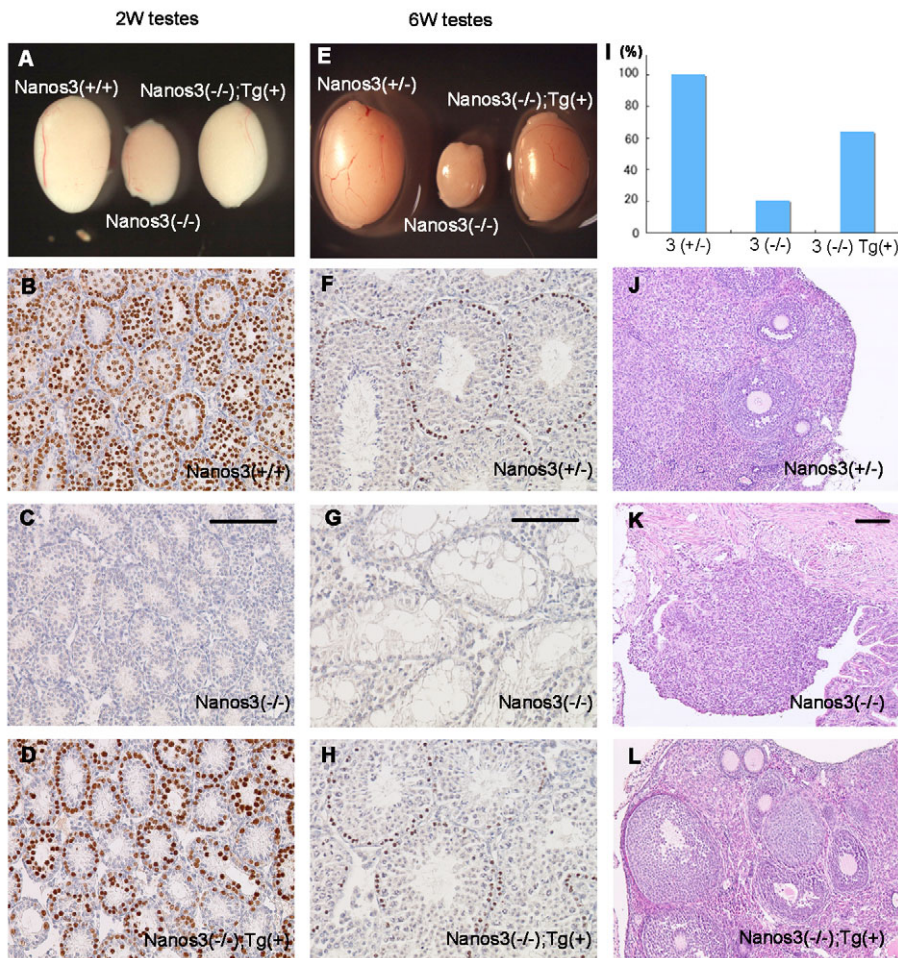 2W testes
6W testes
A
Nanos3(+/+)
Nanos3(-/-);Tg(+)
Nanos3(-/-)
E
Nanos3(+/-)
Nanos3(-/-);Tg(+)
Nanos3(-/-)
I (%)
100
80
60
40
20
0
3 (+/-)
3 (-/-)
3 (-/-) Tg(+)
B
Nanos3(+/+)
F
Nanos3(+/-)
J
Nanos3(+/-)
C
Nanos3(-/-)
G
Nanos3(-/-)
K
Nanos3(-/-)
D
Nanos3(-/-);Tg(+)
H
Nanos3(-/-);Tg(+)
L
Nanos3(-/-);Tg(+)